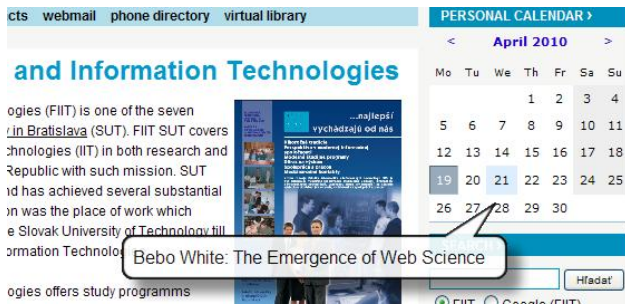 cts webmail phone directory virtual library
and Information Technologies
ogies (FIIT) is one of the seven
y in Bratislava (SUT). FIIT SUT covers
chnologies (IIT) in both research and
Republic with such mission. SUT
nd has achieved several substantial
on was the place of work which
e Slovak University of Technology till
ormation Technolo
ogies offers study programms
...najlepší
vychádzajú od nás
PERSONAL CALENDAR ›
< April 2010 >
Mo Tu We Th Fr Sa Su
1 2 3 4
5 6 7 8 9 10 11
12 13 14 15 16 17 18
19 20 21 22 23 24 25
26 27 28 29 30
Bebo White: The Emergence of Web Science
SEARCH
Hľadať
FIIT Google (FIIT)